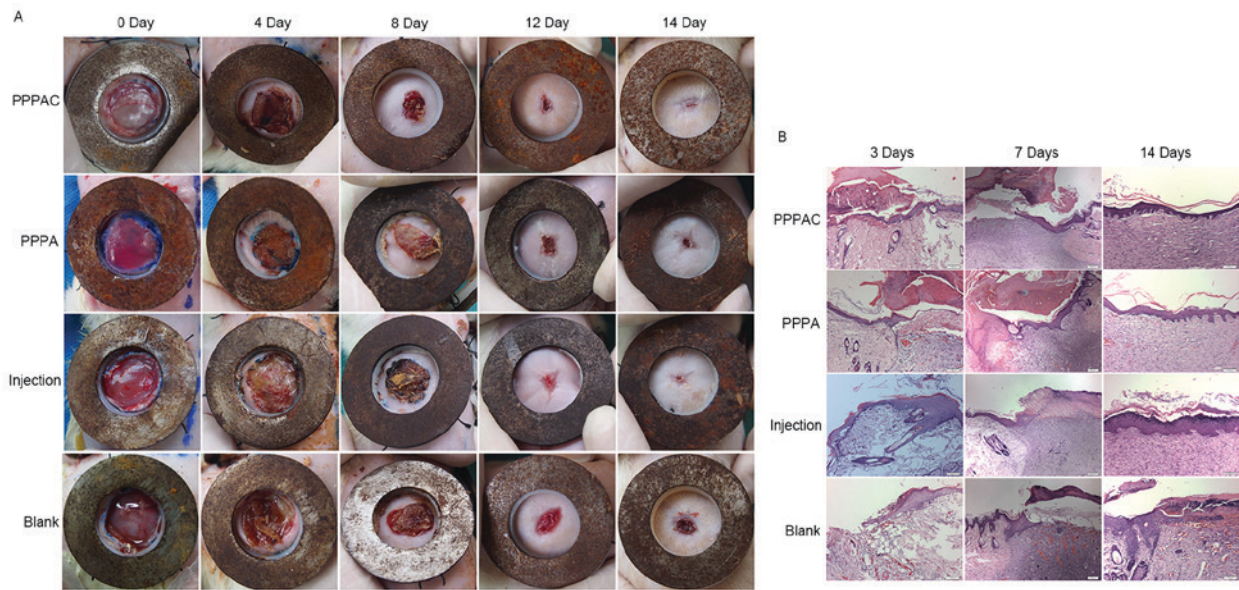 A
0 Day 4 Day 8 Day 12 Day 14 Day
PPPAC
PPPA
Injection
Blank
B
3 Days 7 Days 14 Days
PPPAC
PPPA
Injection
Blank